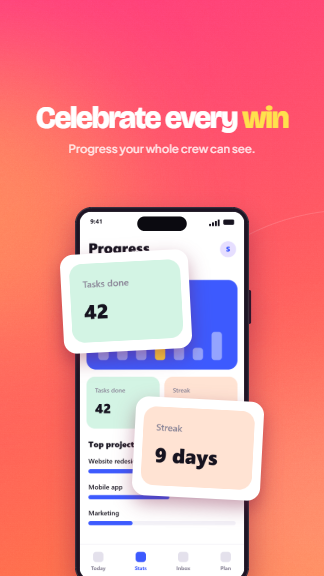 Celebrate every win
Progress your whole crew can see.
9:41
Progress
S
Tasks done
42
Tasks done
42
Streak
Streak
9 days
Top project
Website redesi
Mobile app
Marketing
Today
Stats
Inbox
Plan